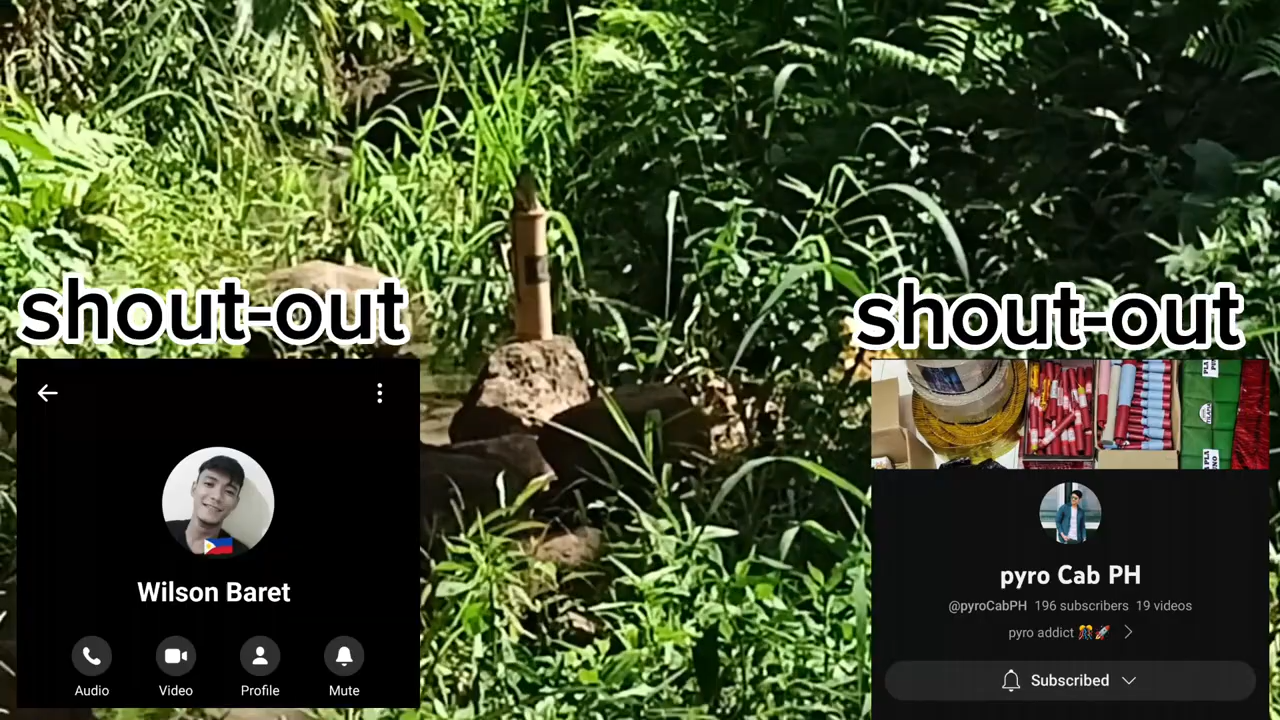 shout-out
Wilson Baret
Audio
Video
Profile
Mute
shout-out
pyro Cab PH
@pyroCabPH 196 subscribers 19 videos
pyro addict
Subscribed